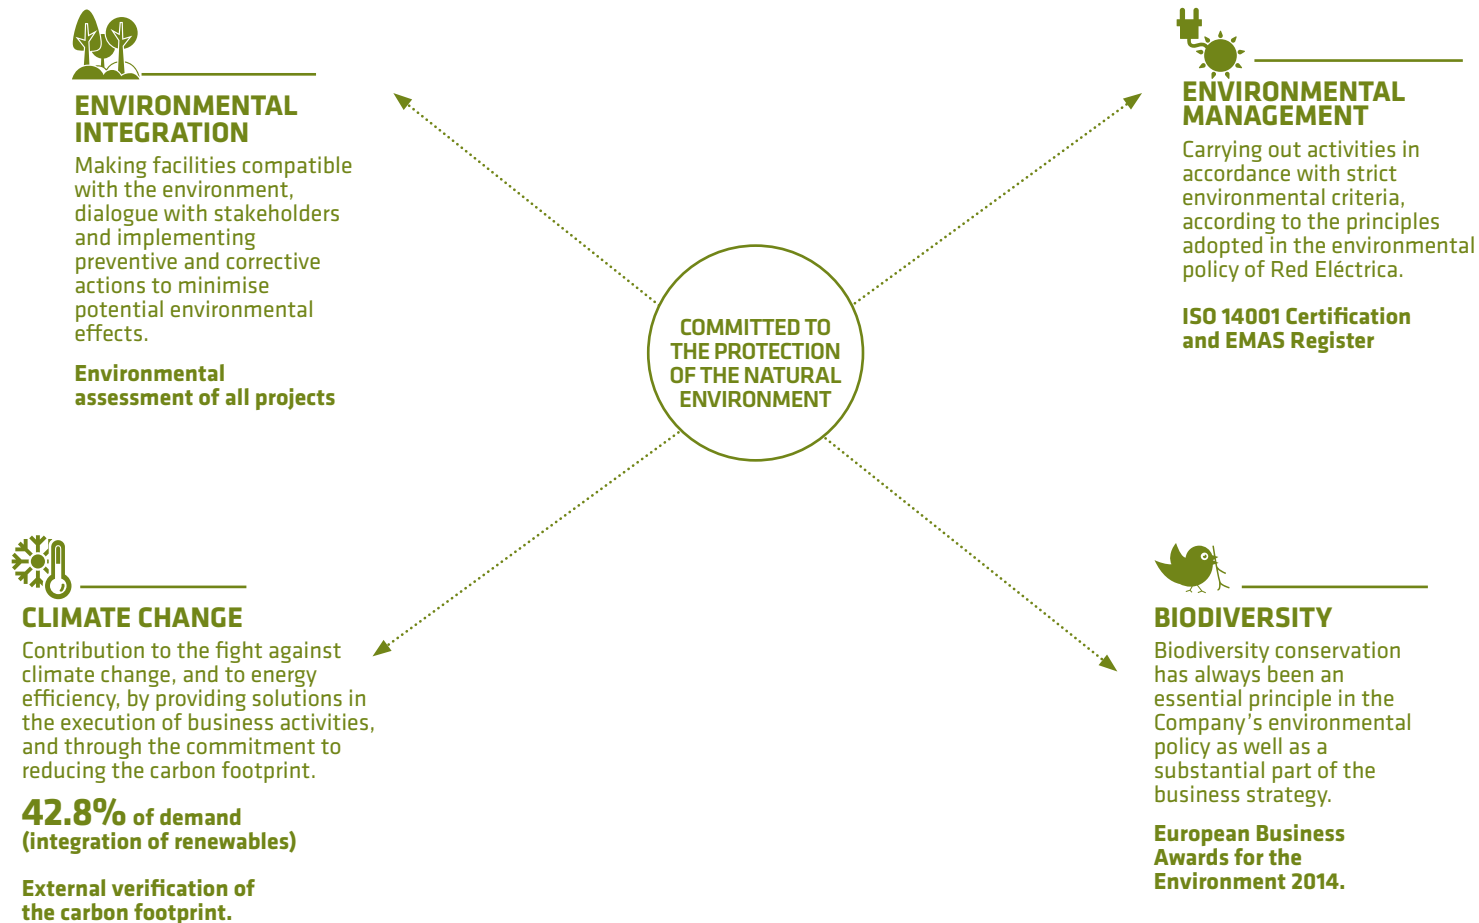 ENVIRONMENTAL
INTEGRATION
Making facilities compatible
with the environment,
dialogue with stakeholders
and implementing
preventive and corrective
actions to minimise
potential environmental
effects.
Environmental
assessment of all projects
ENVIRONMENTAL
MANAGEMENT
Carrying out activities in
accordance with strict
environmental criteria,
according to the principles
adopted in the environmental
policy of Red Eléctrica.
ISO 14001 Certification
and EMAS Register
COMMITTED TO
THE PROTECTION
OF THE NATURAL
ENVIRONMENT
CLIMATE CHANGE
Contribution to the fight against
climate change, and to energy
efficiency, by providing solutions in
the execution of business activities,
and through the commitment to
reducing the carbon footprint.
42.8% of demand
(integration of renewables)
External verification of
the carbon footprint.
BIODIVERSITY
Biodiversity conservation
has always been an
essential principle in the
Company's environmental
policy as well as a
substantial part of the
business strategy.
European Business
Awards for the
Environment 2014.